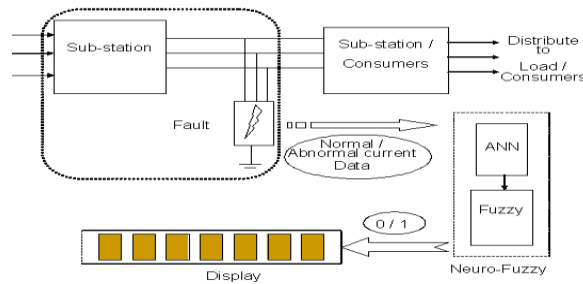 Sub-station
Sub-station /
Consumers
Distribute
to
Load /
Consumers
Fault
Normal /
Abnormal current
Data
ANN
Fuzzy
0 / 1
Display
Neuro-Fuzzy